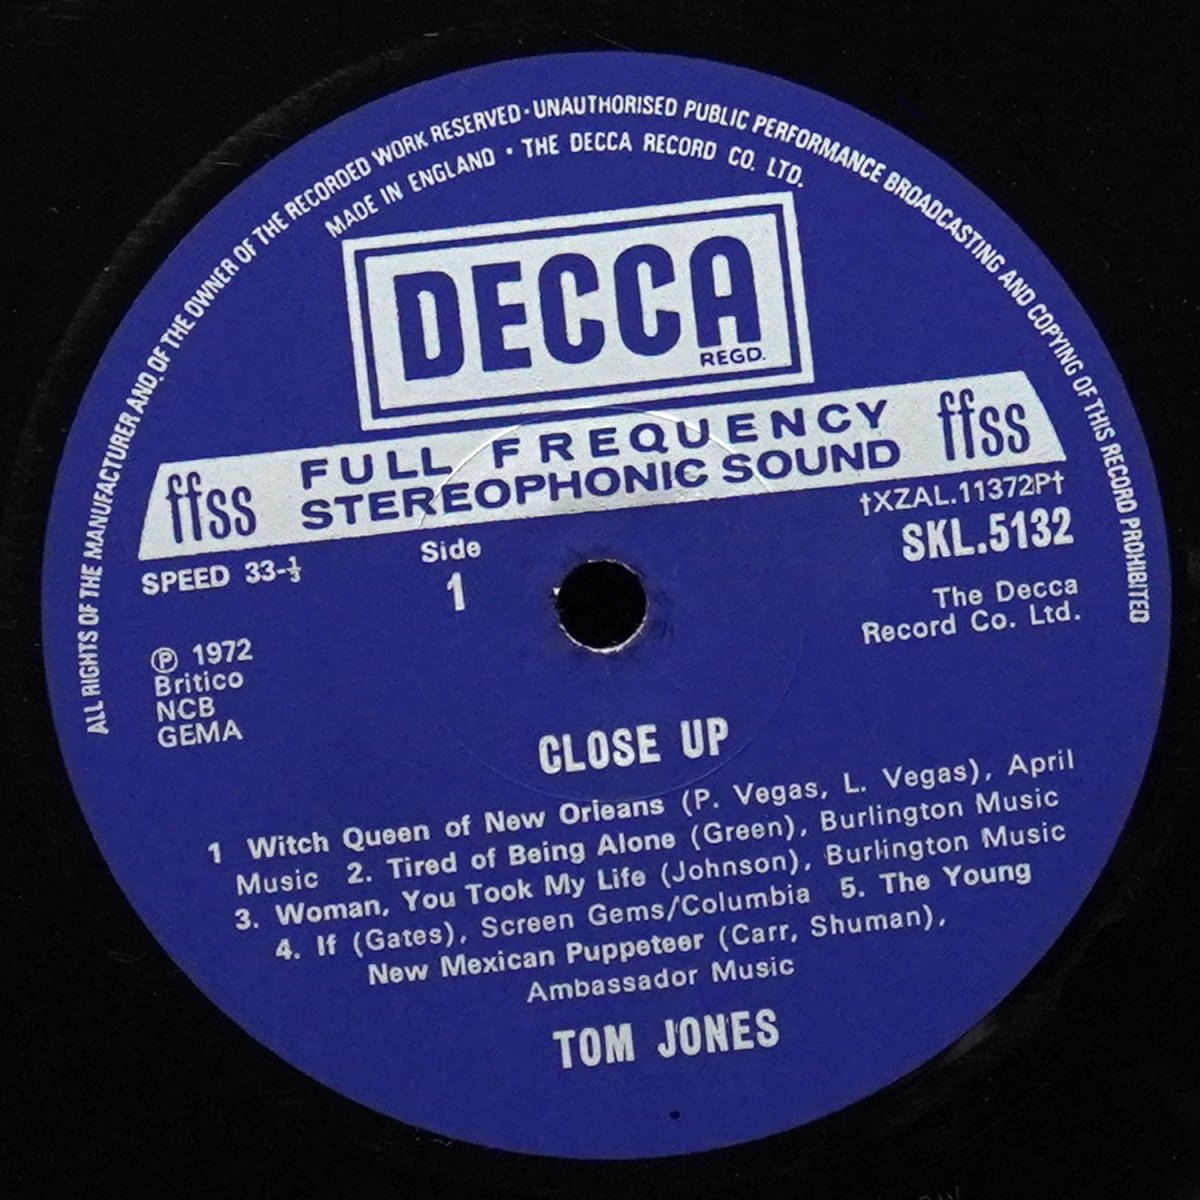 ALL RIGHTS OF THE MANUFACTURER AND OF THE OWNER OF THE RECORDED WORK RESERVED · UNAUTHORISED PUBLIC PERFORMANCE BROADCASTING AND COPYING OF THIS RECORD PROHIBITED
MADE IN ENGLAND · THE DECCA RECORD CO. LTD.
DECCA
REGD.
ffss FULL FREQUENCY ffss
STEREOPHONIC SOUND
†XZAL.11372P†
SKL.5132
SPEED 33-⅓
Side
1
The Decca
Record Co. Ltd.
Ⓟ 1972
Britico
NCB
GEMA
CLOSE UP
1 Witch Queen of New Orleans (P. Vegas, L. Vegas), April
Music 2. Tired of Being Alone (Green), Burlington Music
3. Woman, You Took My Life (Johnson), Burlington Music
4. If (Gates), Screen Gems/Columbia 5. The Young
New Mexican Puppeteer (Carr, Shuman),
Ambassador Music
TOM JONES